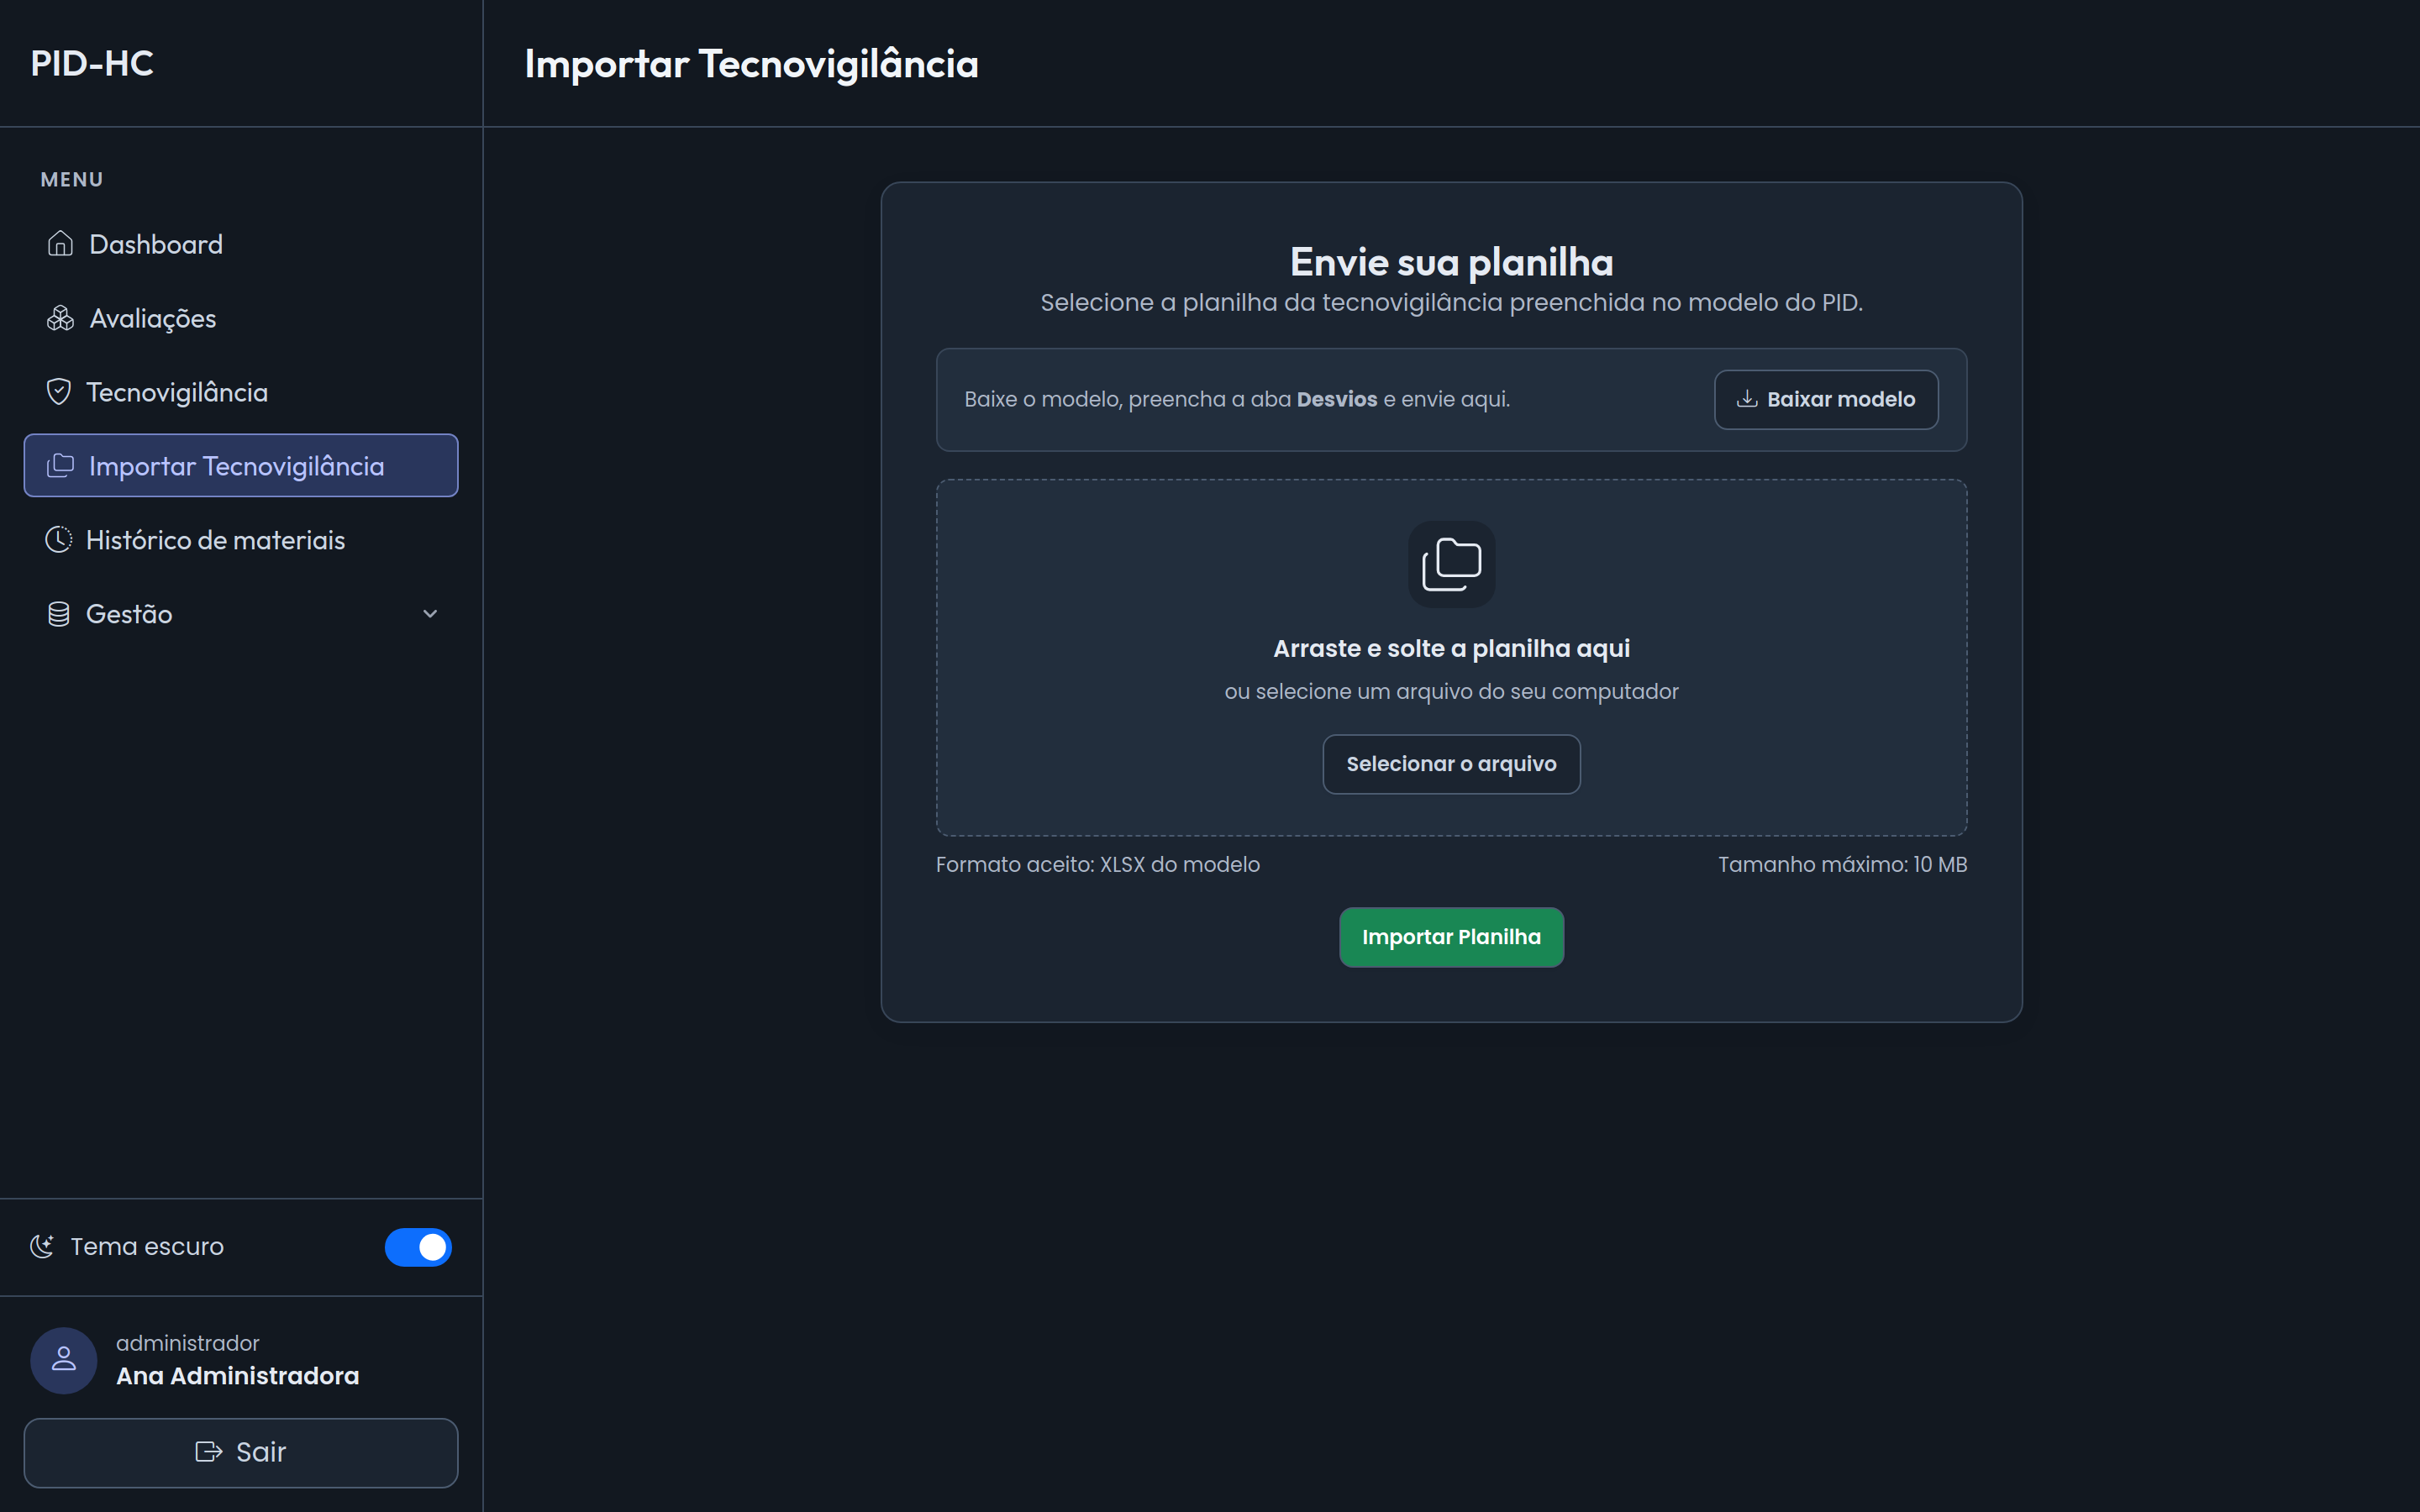 PID-HC
Importar Tecnovigilância
MENU
Dashboard
Avaliações
Tecnovigilância
Importar Tecnovigilância
Histórico de materiais
Gestão
Envie sua planilha
Selecione a planilha da tecnovigilância preenchida no modelo do PID.
Baixe o modelo, preencha a aba Desvios e envie aqui.
Baixar modelo
Arraste e solte a planilha aqui
ou selecione um arquivo do seu computador
Selecionar o arquivo
Formato aceito: XLSX do modelo
Tamanho máximo: 10 MB
Importar Planilha
Tema escuro
administrador
Ana Administradora
Sair